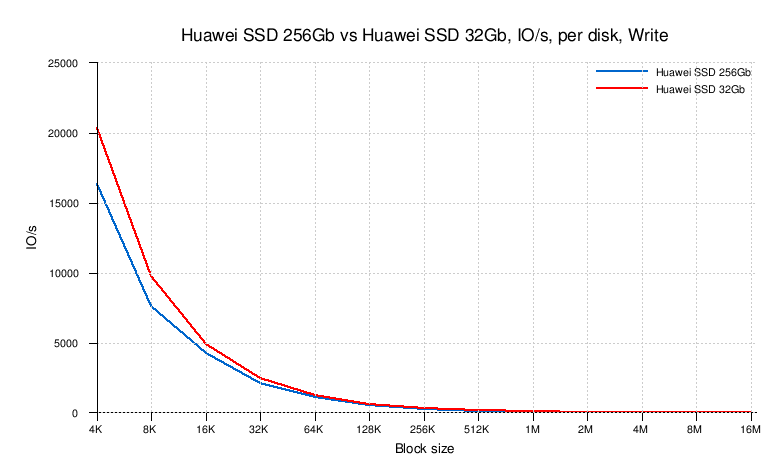 Huawei SSD 256Gb vs Huawei SSD 32Gb, IO/s, per disk, Write
25000
20000
15000
10000
5000
0
IO/s
Huawei SSD 256Gb
Huawei SSD 32Gb
4K 8K 16K 32K 64K 128K 256K 512K 1M 2M 4M 8M 16M
Block size